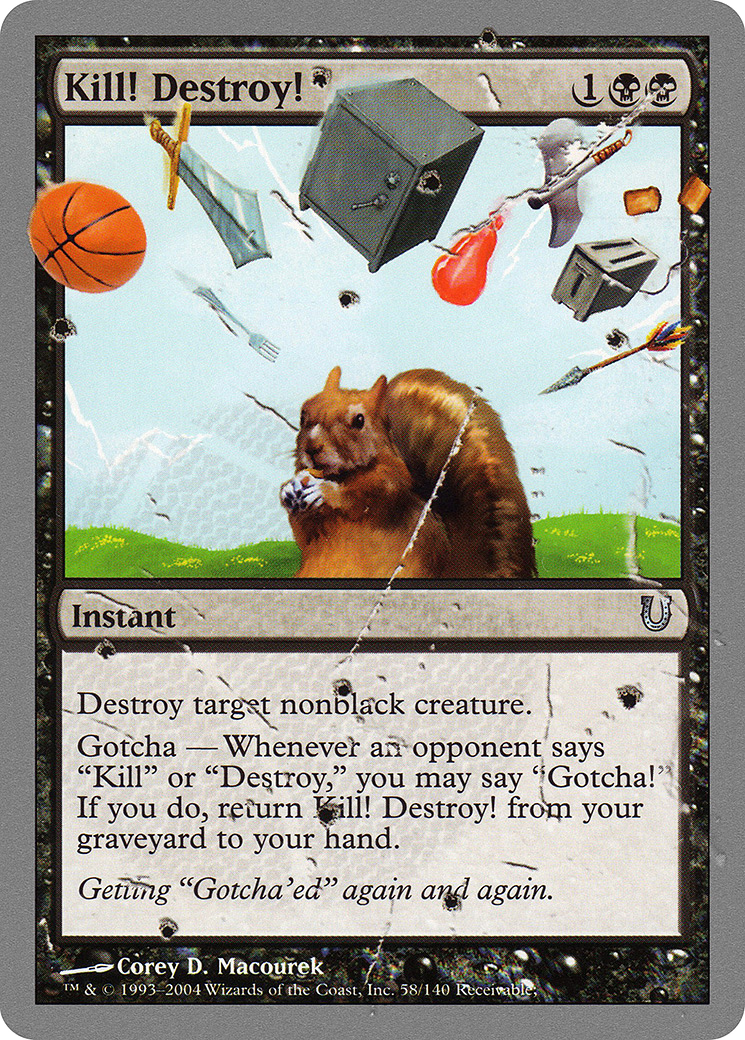 Kill! Destroy! 1
Instant
Destroy target nonblack creature.
Gotcha — Whenever an opponent says
“Kill” or “Destroy,” you may say “Gotcha!”
If you do, return Kill! Destroy! from your
graveyard to your hand.
Getting “Gotcha’ed” again and again.
Corey D. Macourek
™ & © 1993–2004 Wizards of the Coast, Inc. 58/140 Receivable;